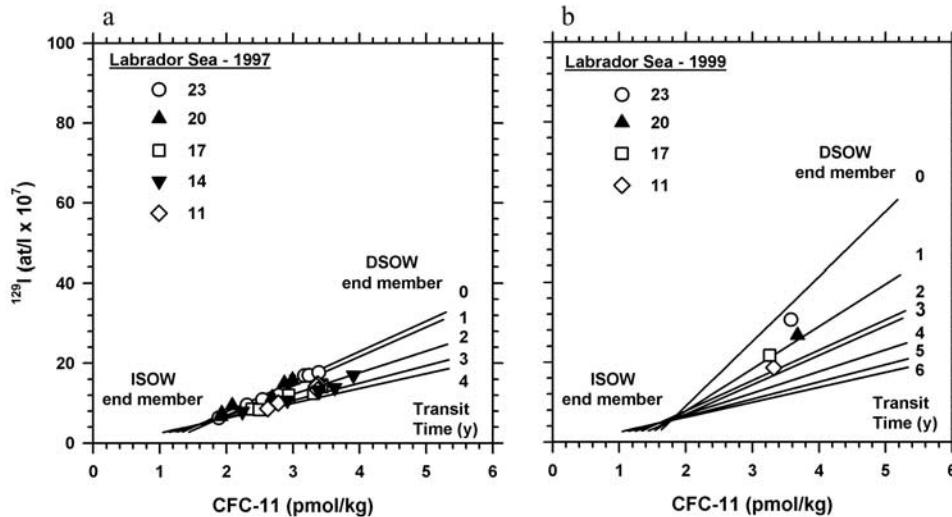 a
Labrador Sea - 1997
23
20
17
14
11
DSOW
end member
ISOW
end member
0
1
2
3
4
Transit
Time (y)
100
80
60
40
20
0
0 1 2 3 4 5 6
¹²⁹I (at/l x 10⁷)
CFC-11 (pmol/kg)
b
Labrador Sea - 1999
23
20
17
11
DSOW
end member
ISOW
end member
0
1
2
3
4
5
6
Transit
Time (y)
0 1 2 3 4 5 6
CFC-11 (pmol/kg)